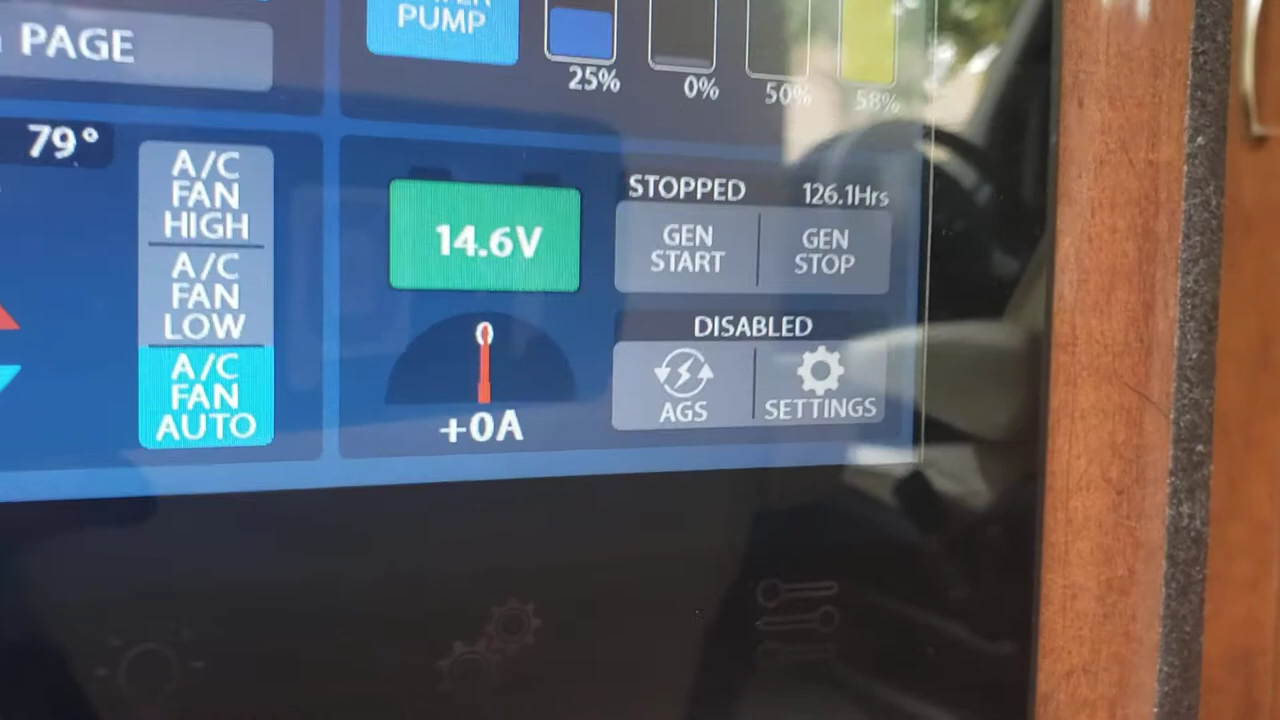 PAGE
PUMP
25%
0%
50%
58%
79°
A/C
FAN
HIGH
A/C
FAN
LOW
A/C
FAN
AUTO
14.6V
0
+0A
STOPPED 126.1Hrs
GEN
START
GEN
STOP
DISABLED
AGS
SETTINGS